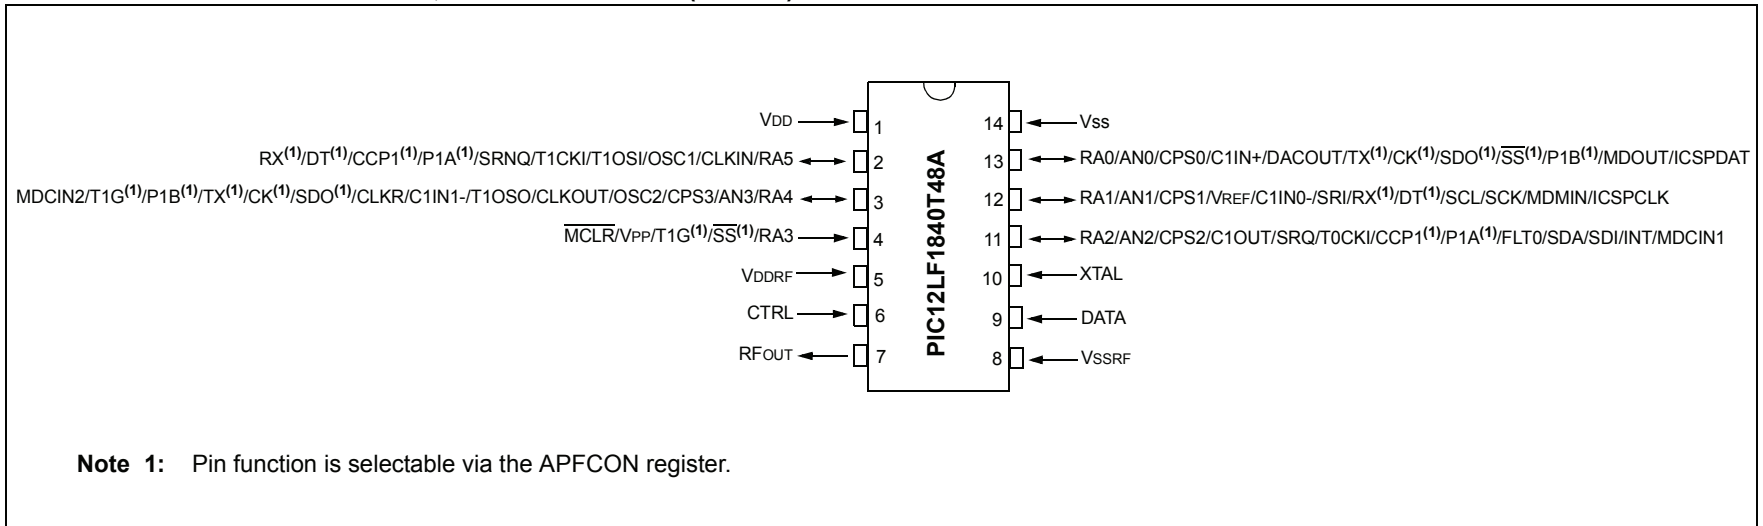 VDD 1
RX(1)/DT(1)/CCP1(1)/P1A(1)/SRNQ/T1CKI/T1OSI/OSC1/CLKIN/RA5 2
MDCIN2/T1G(1)/P1B(1)/TX(1)/CK(1)/SDO(1)/CLKR/C1IN1-/T1OSO/CLKOUT/OSC2/CPS3/AN3/RA4 3
MCLR/VPP/T1G(1)/SS(1)/RA3 4
VDDRF 5
CTRL 6
RFOUT 7
PIC12LF1840T48A
14 Vss
13 RA0/AN0/CPS0/C1IN+/DACOUT/TX(1)/CK(1)/SDO(1)/SS(1)/P1B(1)/MDOUT/ICSPDAT
12 RA1/AN1/CPS1/VREF/C1IN0-/SRI/RX(1)/DT(1)/SCL/SCK/MDMIN/ICSPCLK
11 RA2/AN2/CPS2/C1OUT/SRQ/T0CKI/CCP1(1)/P1A(1)/FLT0/SDA/SDI/INT/MDCIN1
10 XTAL
9 DATA
8 VSSRF
Note 1: Pin function is selectable via the APFCON register.